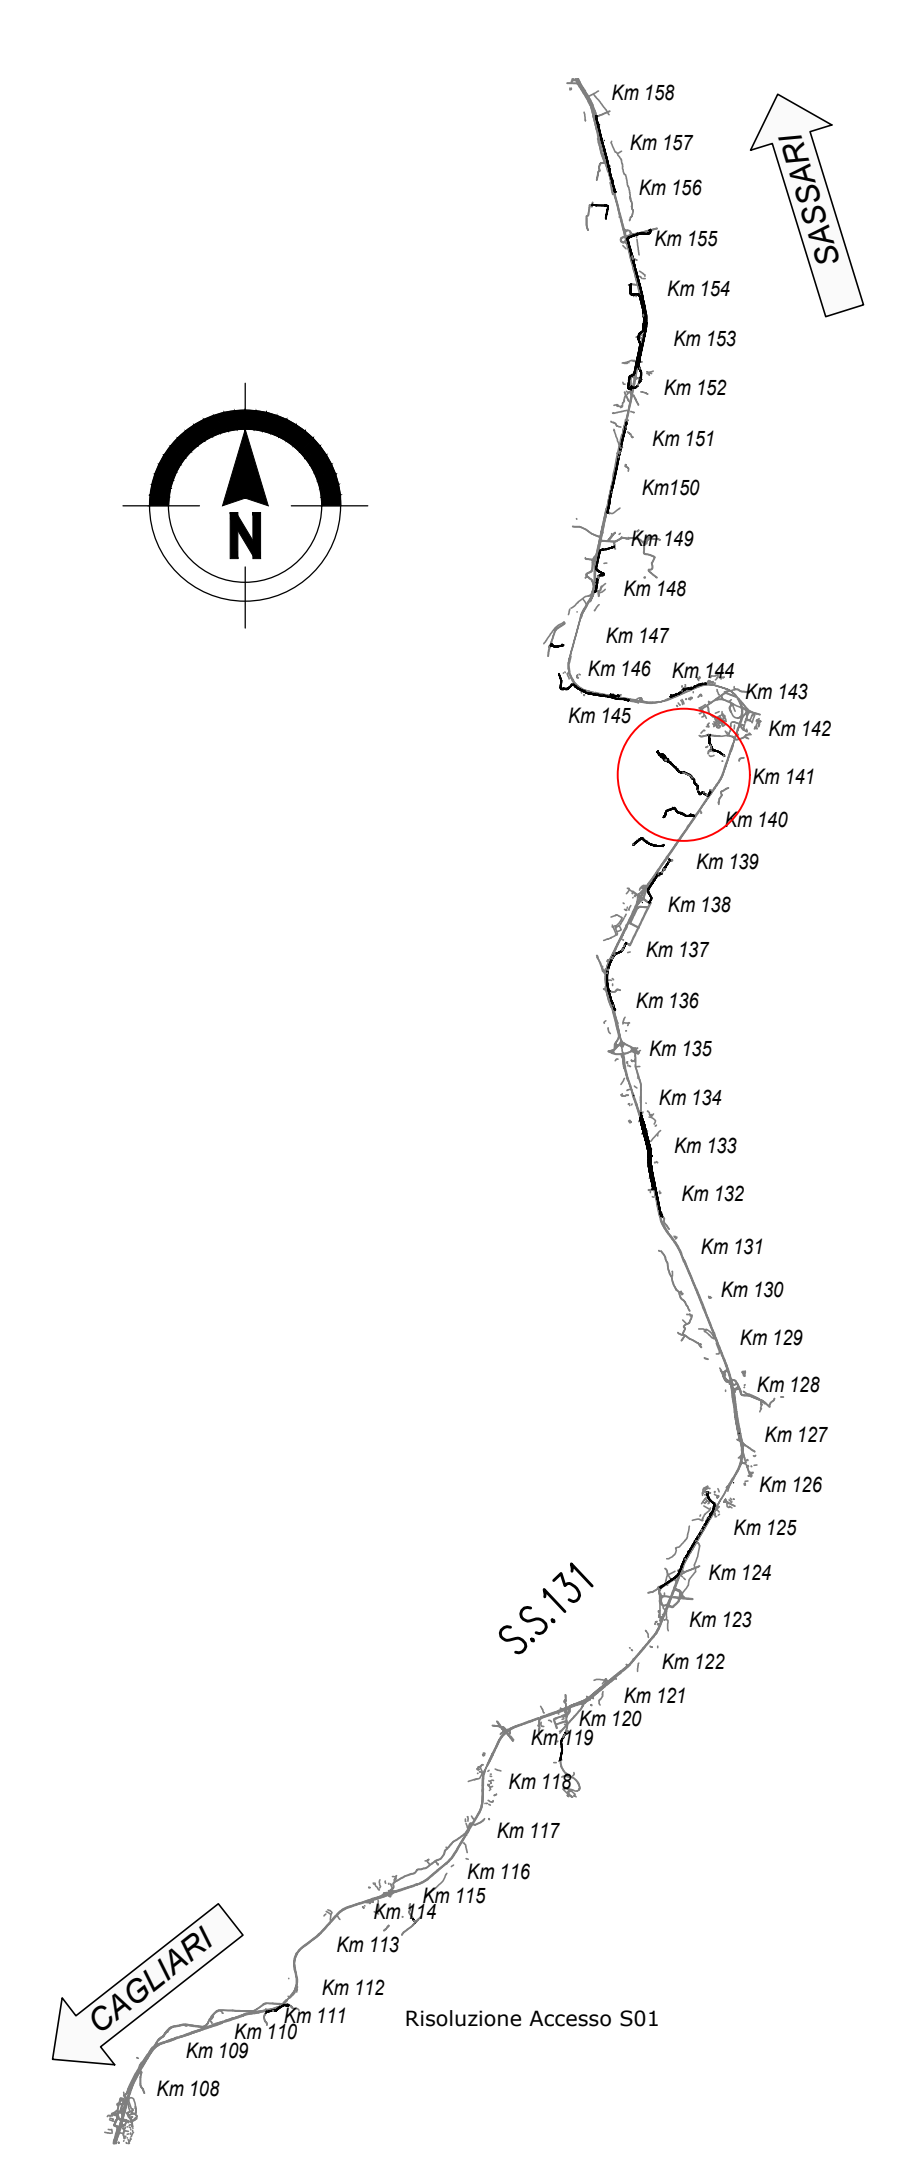 Km 158
Km 157
Km 156
SASSARI
Km 155
Km 154
Km 153
Km 152
Km 151
Km150
N
Km 149
Km 148
Km 147
Km 146
Km 144
Km 143
Km 145
Km 142
Km 141
Km 140
Km 139
Km 138
Km 137
Km 136
Km 135
Km 134
Km 133
Km 132
Km 131
Km 130
Km 129
Km 128
Km 127
Km 126
Km 125
Km 124
S.S.131
Km 123
Km 122
Km 121
Km 120
Km 119
Km 118
Km 117
Km 116
Km 115
Km 114
Km 113
CAGLIARI
Km 112
Km 111
Risoluzione Accesso S01
Km 110
Km 109
Km 108